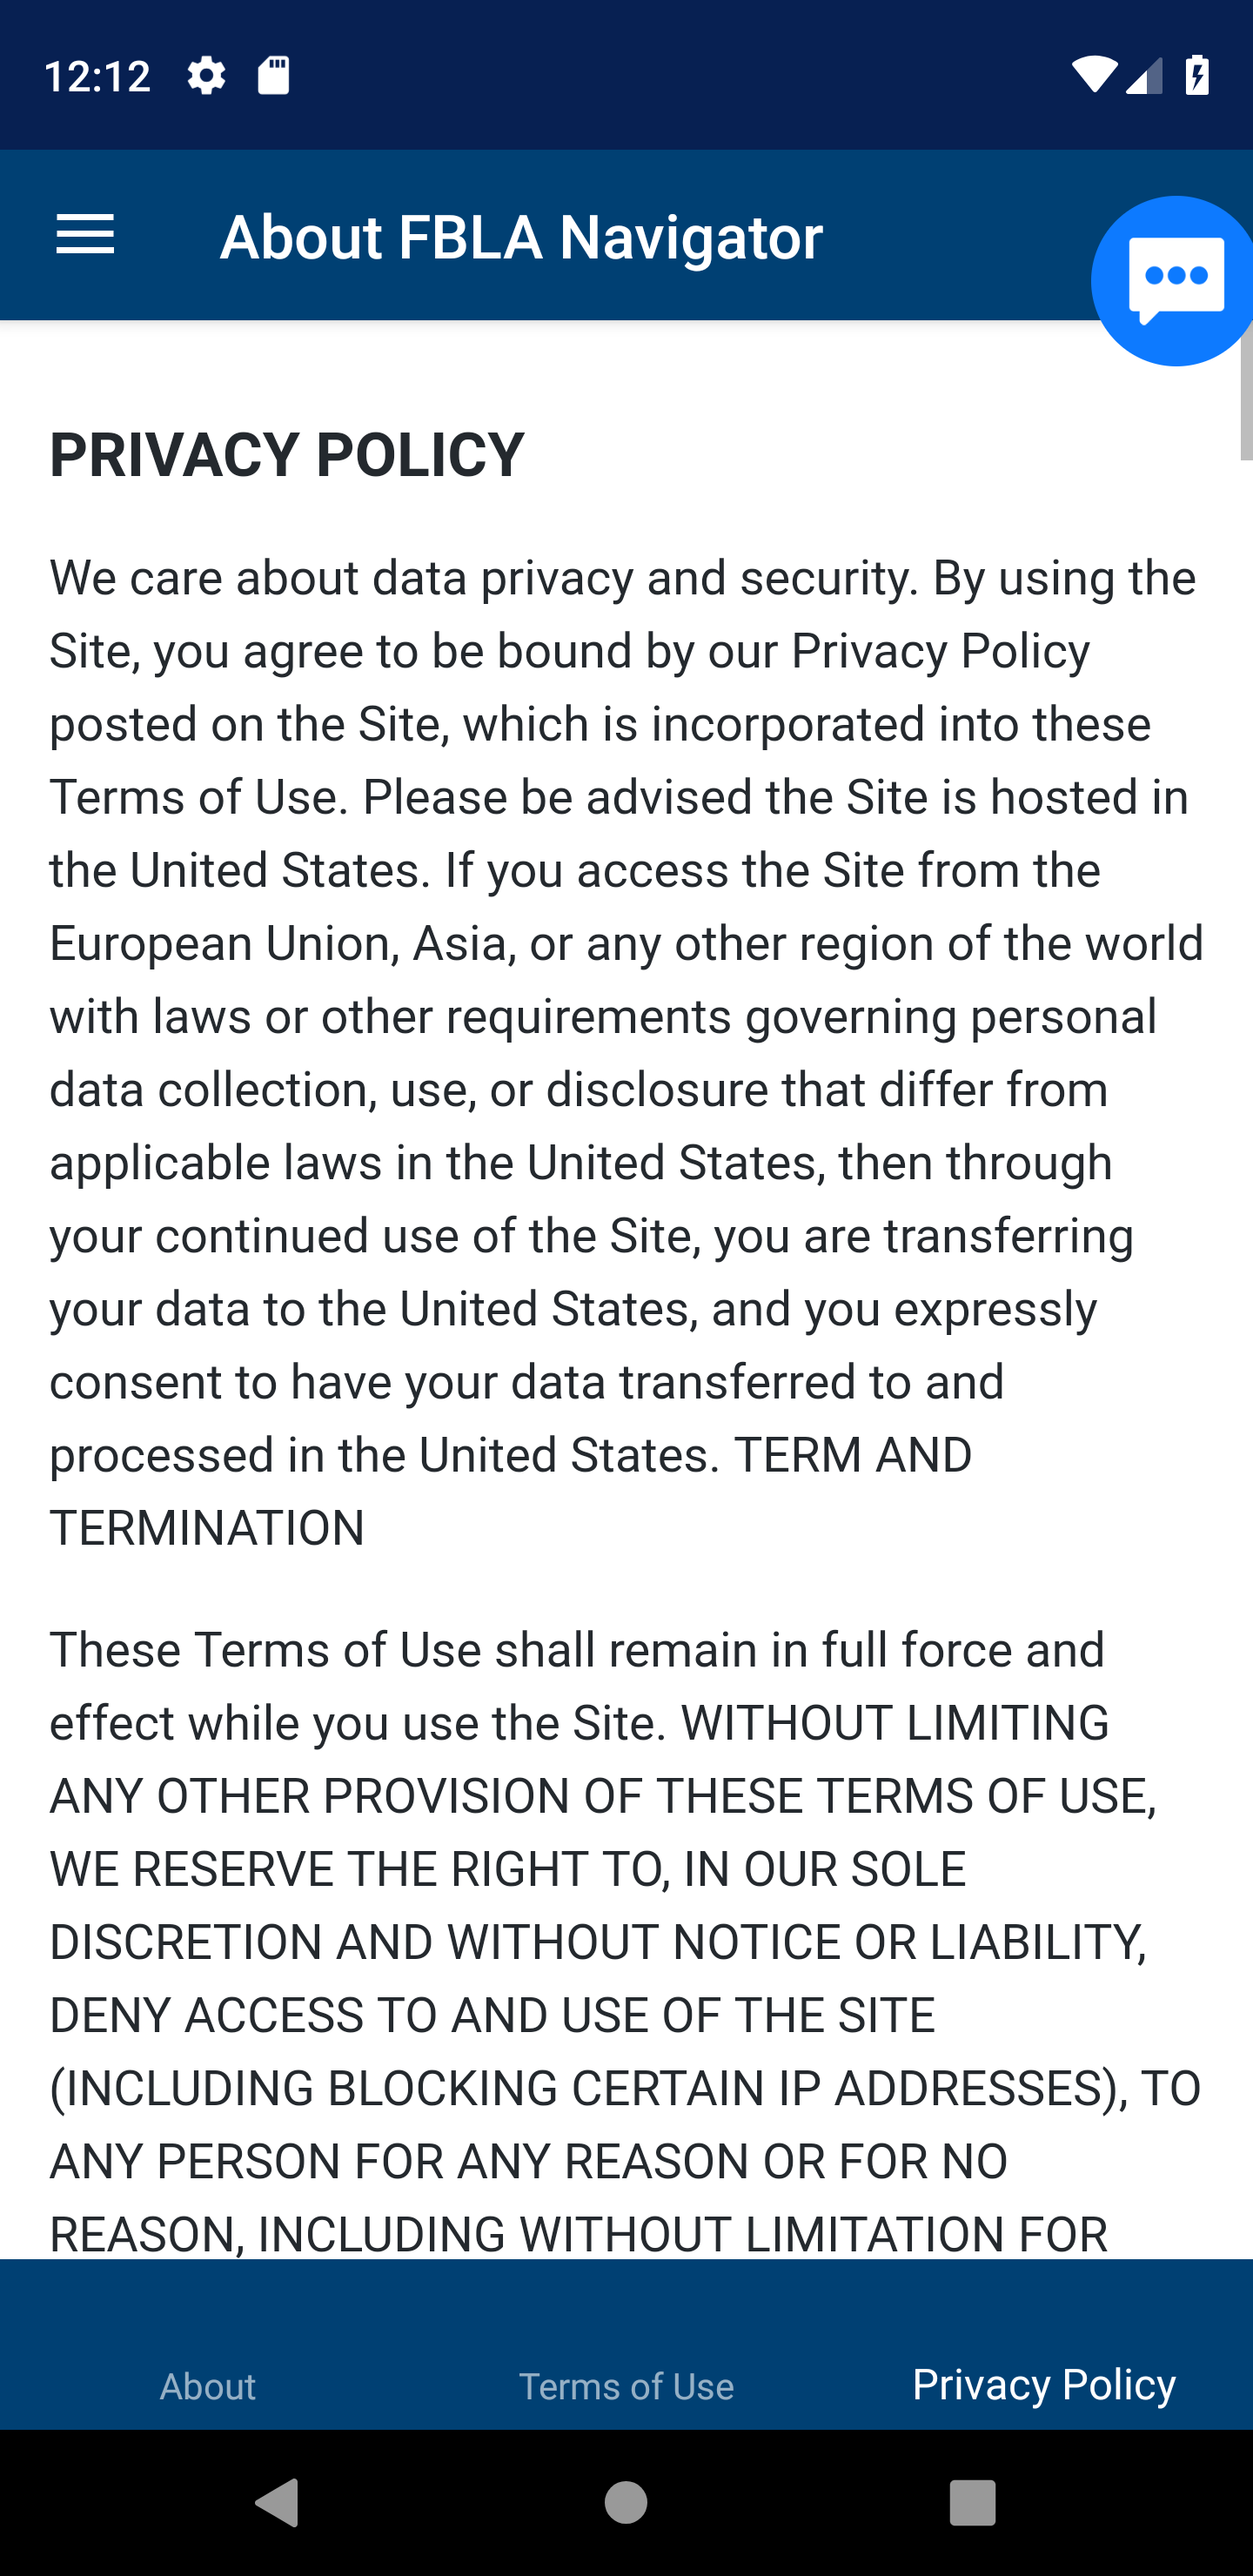 12:12
About FBLA Navigator
PRIVACY POLICY
We care about data privacy and security. By using the
Site, you agree to be bound by our Privacy Policy
posted on the Site, which is incorporated into these
Terms of Use. Please be advised the Site is hosted in
the United States. If you access the Site from the
European Union, Asia, or any other region of the world
with laws or other requirements governing personal
data collection, use, or disclosure that differ from
applicable laws in the United States, then through
your continued use of the Site, you are transferring
your data to the United States, and you expressly
consent to have your data transferred to and
processed in the United States. TERM AND
TERMINATION
These Terms of Use shall remain in full force and
effect while you use the Site. WITHOUT LIMITING
ANY OTHER PROVISION OF THESE TERMS OF USE,
WE RESERVE THE RIGHT TO, IN OUR SOLE
DISCRETION AND WITHOUT NOTICE OR LIABILITY,
DENY ACCESS TO AND USE OF THE SITE
(INCLUDING BLOCKING CERTAIN IP ADDRESSES), TO
ANY PERSON FOR ANY REASON OR FOR NO
REASON, INCLUDING WITHOUT LIMITATION FOR
About
Terms of Use
Privacy Policy